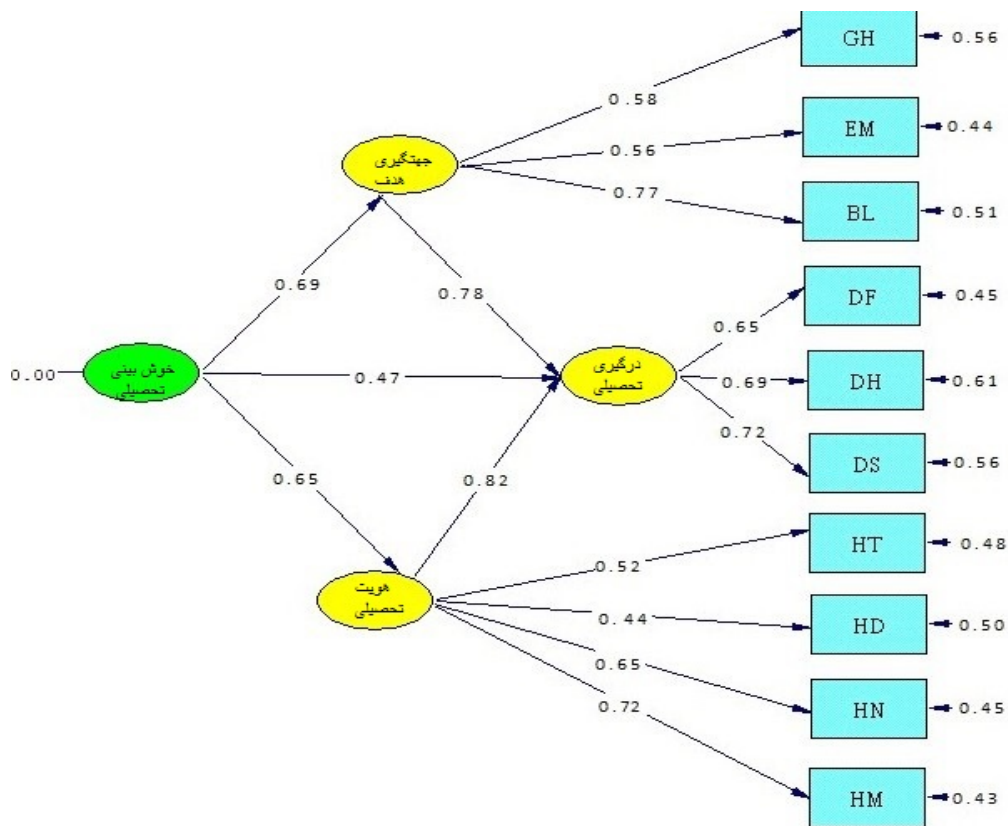 GH
0.56
0.58
EM
0.44
0.56
جهتگیری
هدف
BL
0.51
0.77
DF
0.45
0.69
0.78
0.65
0.00
خوش بینی
تحصیلی
0.47
درگیری
تحصیلی
0.69
DH
0.61
0.72
DS
0.56
0.65
0.82
HT
0.48
0.52
هویت
تحصیلی
0.44
HD
0.50
0.65
HN
0.45
0.72
HM
0.43